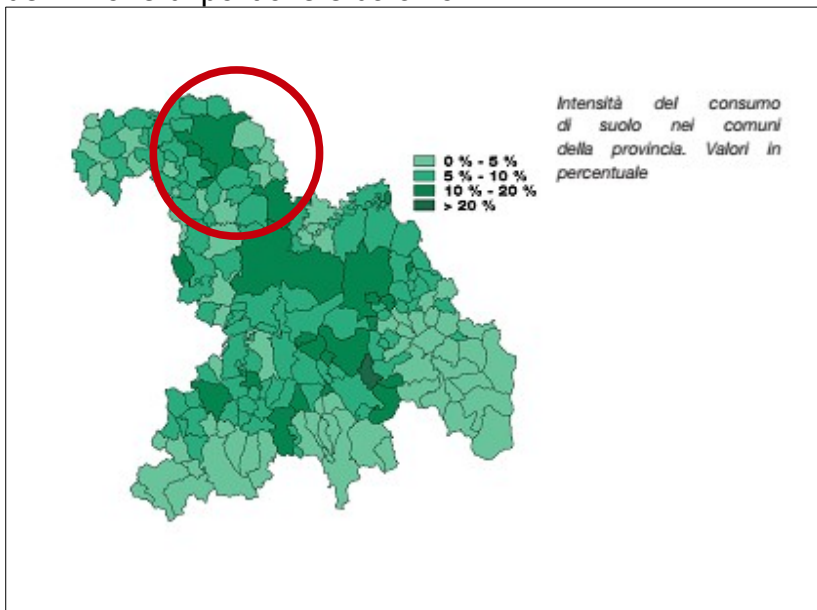 Intensità del consumo
di suolo nei comuni
della provincia. Valori in
percentuale
0 % - 5 %
5 % - 10 %
10 % - 20 %
> 20 %